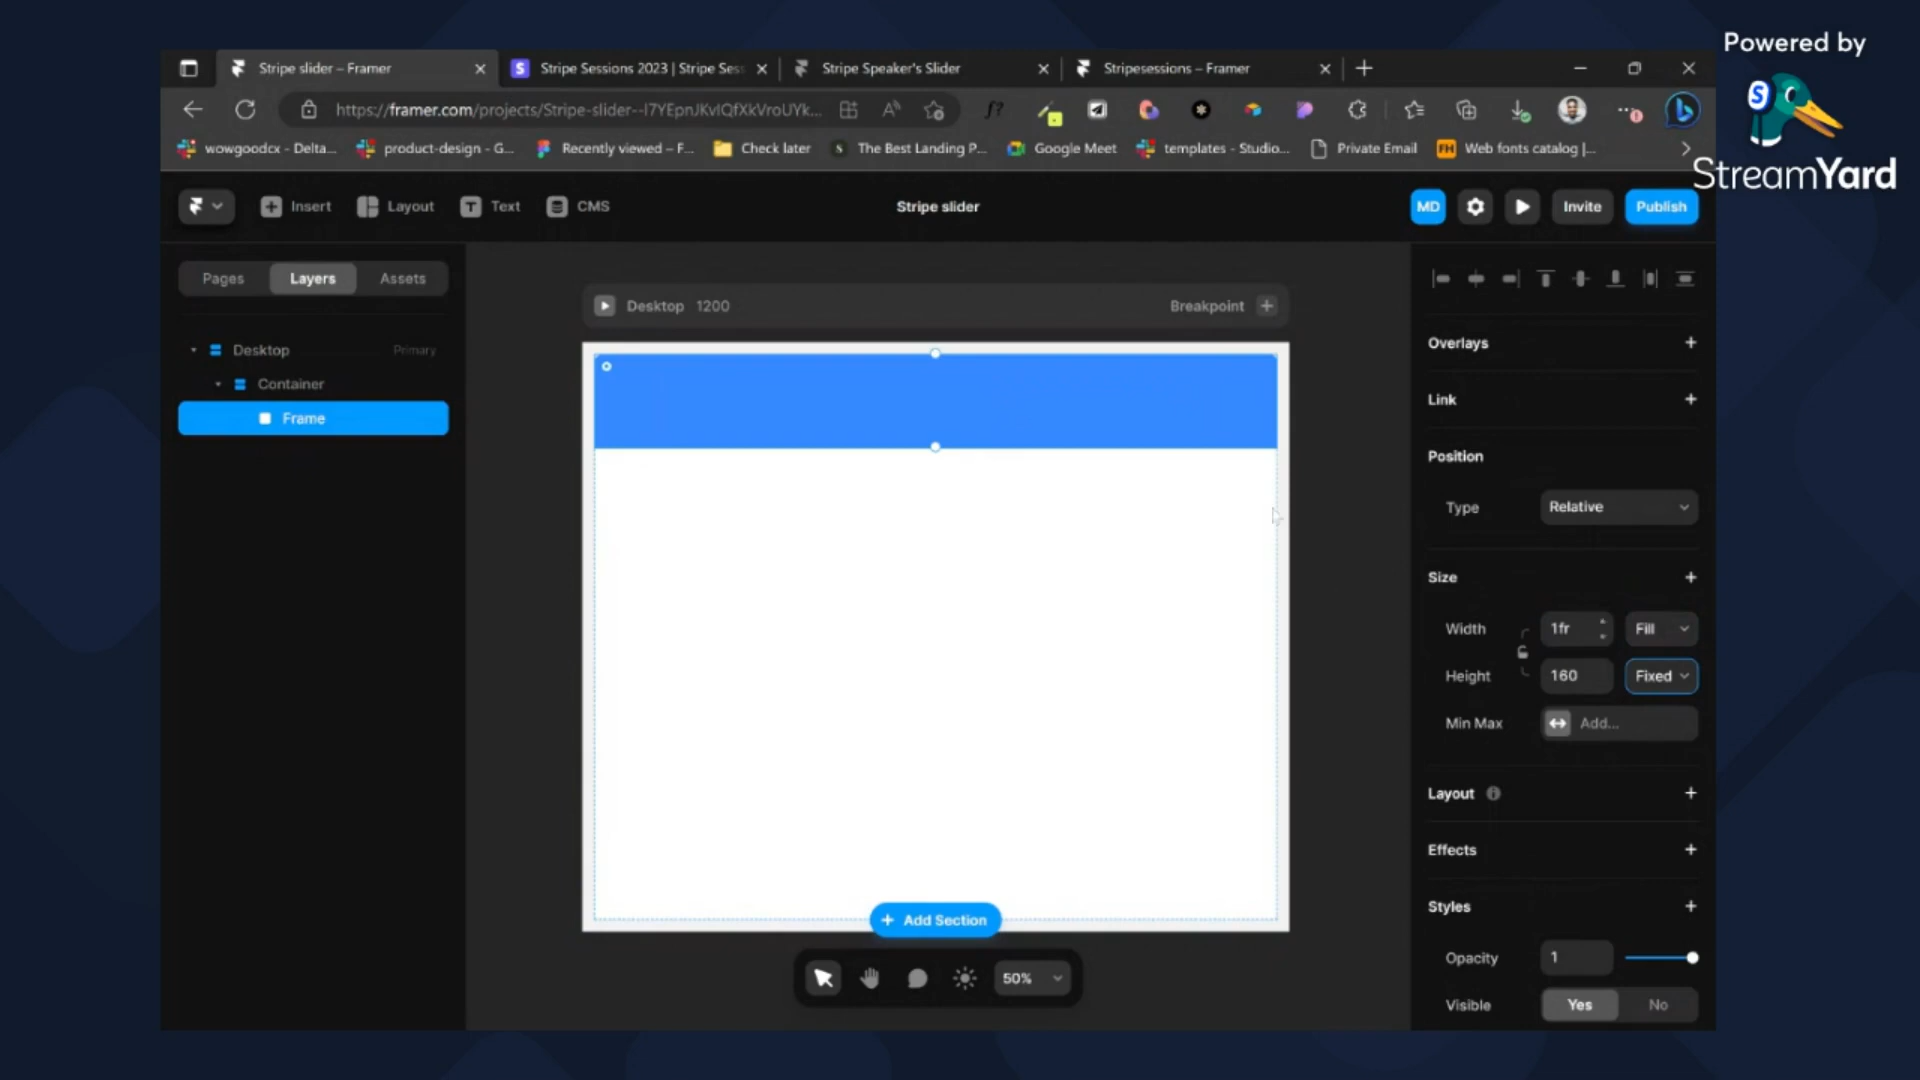 Powered by
StreamYard
Stripe slider – Framer
Stripe Sessions 2023 | Stripe Sess
Stripe Speaker's Slider
Stripesessions – Framer
https://framer.com/projects/Stripe-slider--I7YEpnJKvIQfXkVroUYk...
wowgoodcx - Delta...
product-design - G...
Recently viewed – F...
Check later
The Best Landing P...
Google Meet
templates - Studio...
Private Email
FH
Web fonts catalog |...
Insert
Layout
Text
CMS
Stripe slider
MD
Invite
Publish
Pages
Layers
Assets
Desktop
Primary
Container
Frame
Desktop 1200
Breakpoint
Add Section
50%
Overlays
Link
Position
Type
Relative
Size
Width
1fr
Fill
Height
160
Fixed
Min Max
Add...
Layout
Effects
Styles
Opacity
1
Visible
Yes
No